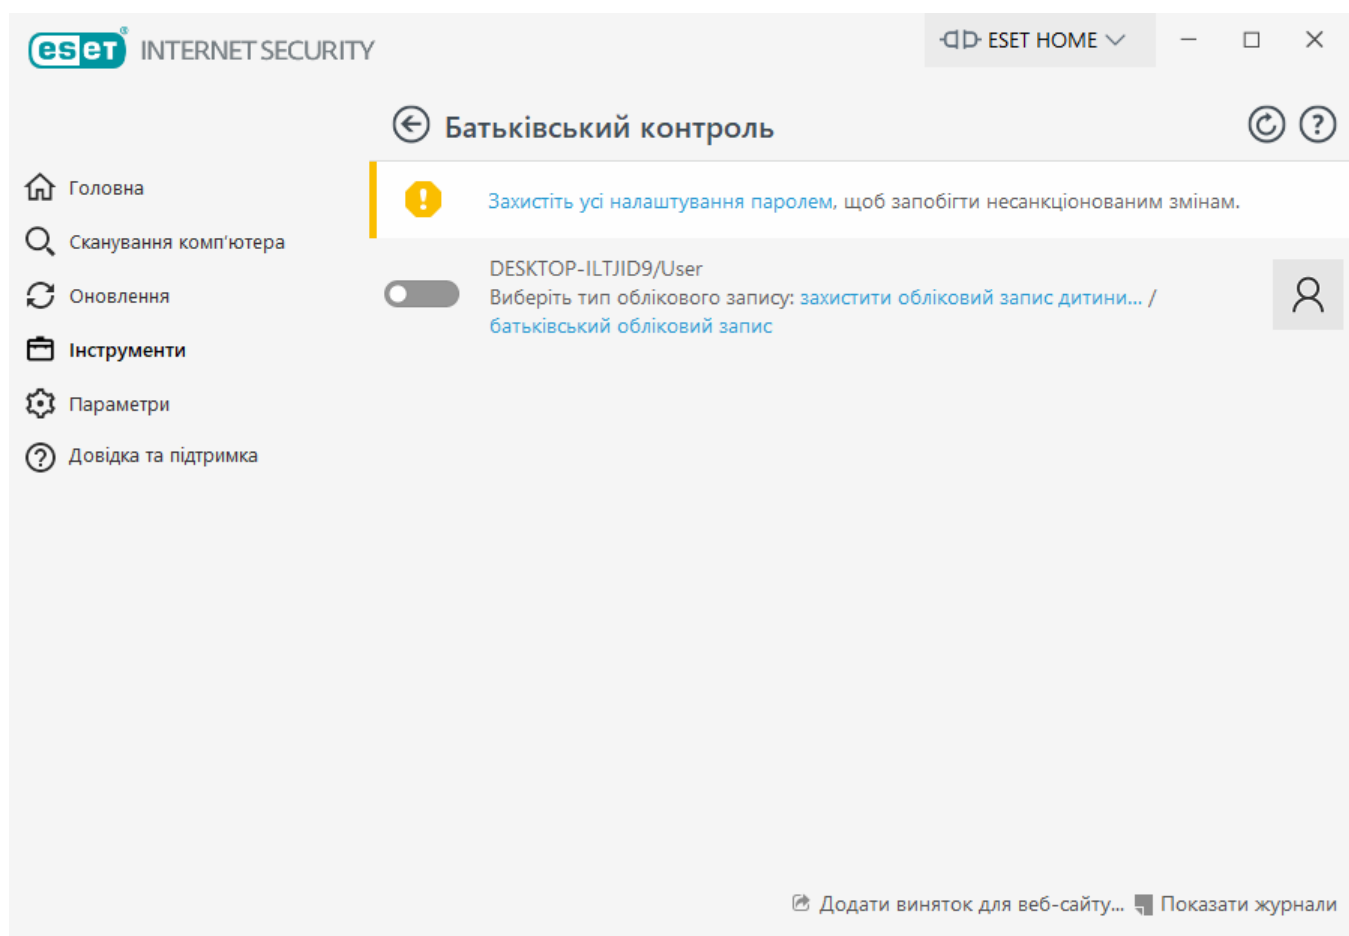 eset® INTERNET SECURITY
ESET HOME
Батьківський контроль
Головна
Сканування комп'ютера
Оновлення
Інструменти
Параметри
Довідка та підтримка
Захистіть усі налаштування паролем, щоб запобігти несанкціонованим змінам.
DESKTOP-ILTJID9/User
Виберіть тип облікового запису: захистити обліковий запис дитини... /
батьківський обліковий запис
Додати виняток для веб-сайту... Показати журнали